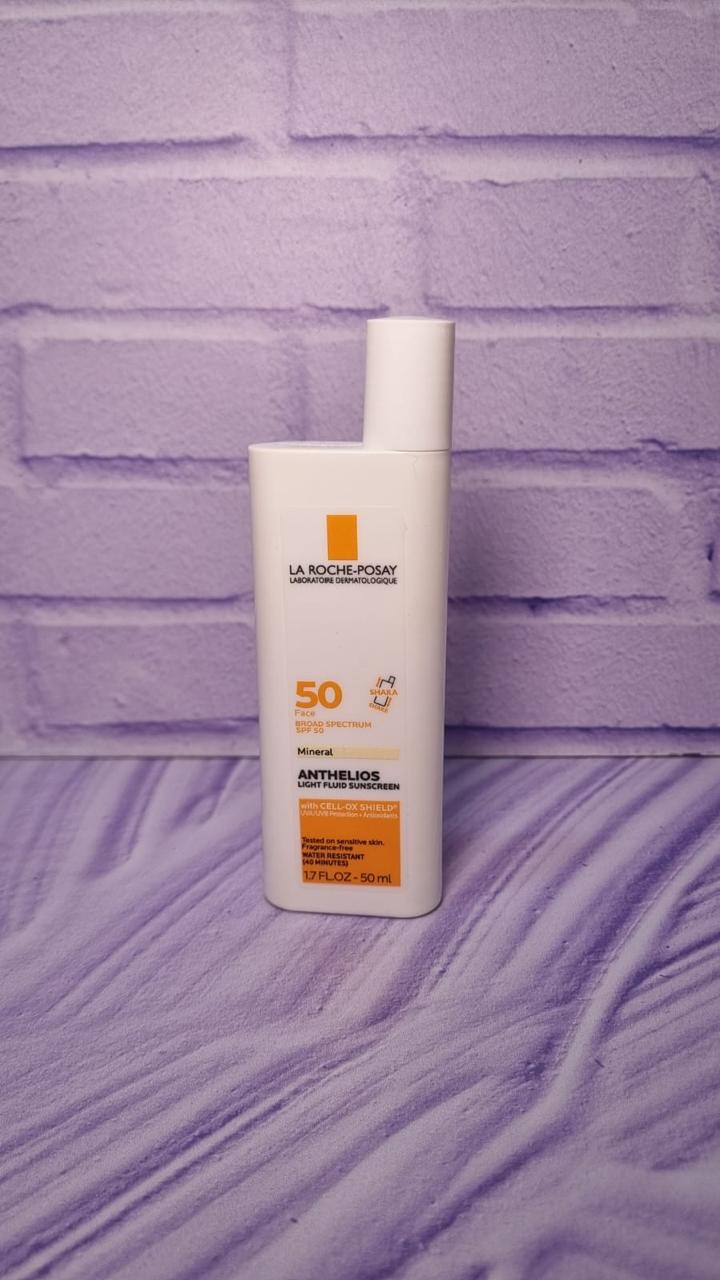 LA ROCHE-POSAY
LABORATOIRE DERMATOLOGIQUE
50
Face
SHAKA
SHAKE
BROAD SPECTRUM
SPF 50
Mineral
ANTHELIOS
LIGHT FLUID SUNSCREEN
with CELL-OX SHIELD®
UVA/UVB Protection + Antioxidants
Tested on sensitive skin.
Fragrance-free
WATER RESISTANT
(40 MINUTES)
1.7 FL.OZ - 50 ml